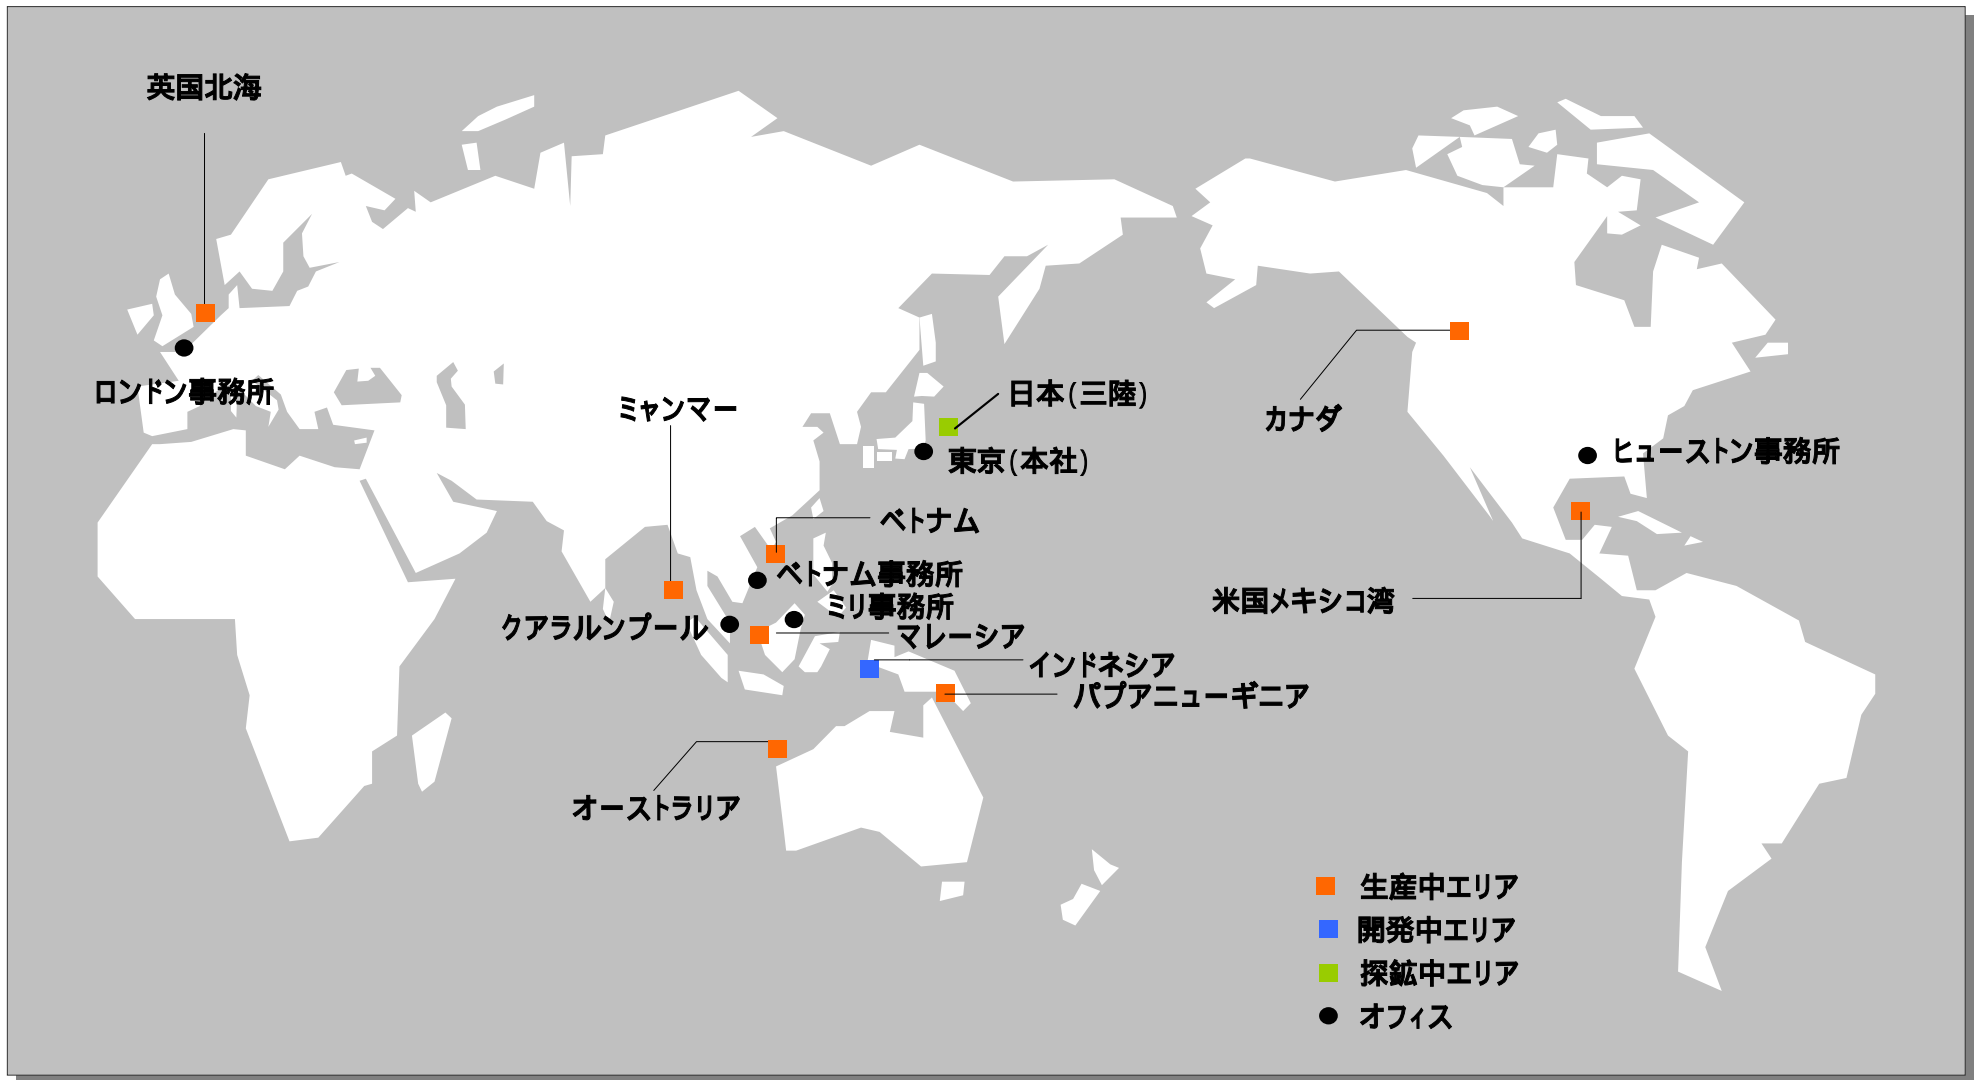 英国北海
ロンドン事務所
ミャンマー
日本(三陸)
東京(本社)
カナダ
ヒューストン事務所
ベトナム
ベトナム事務所
ミリ事務所
クアラルンプール
マレーシア
米国メキシコ湾
インドネシア
パプアニューギニア
オーストラリア
生産中エリア
開発中エリア
探鉱中エリア
オフィス